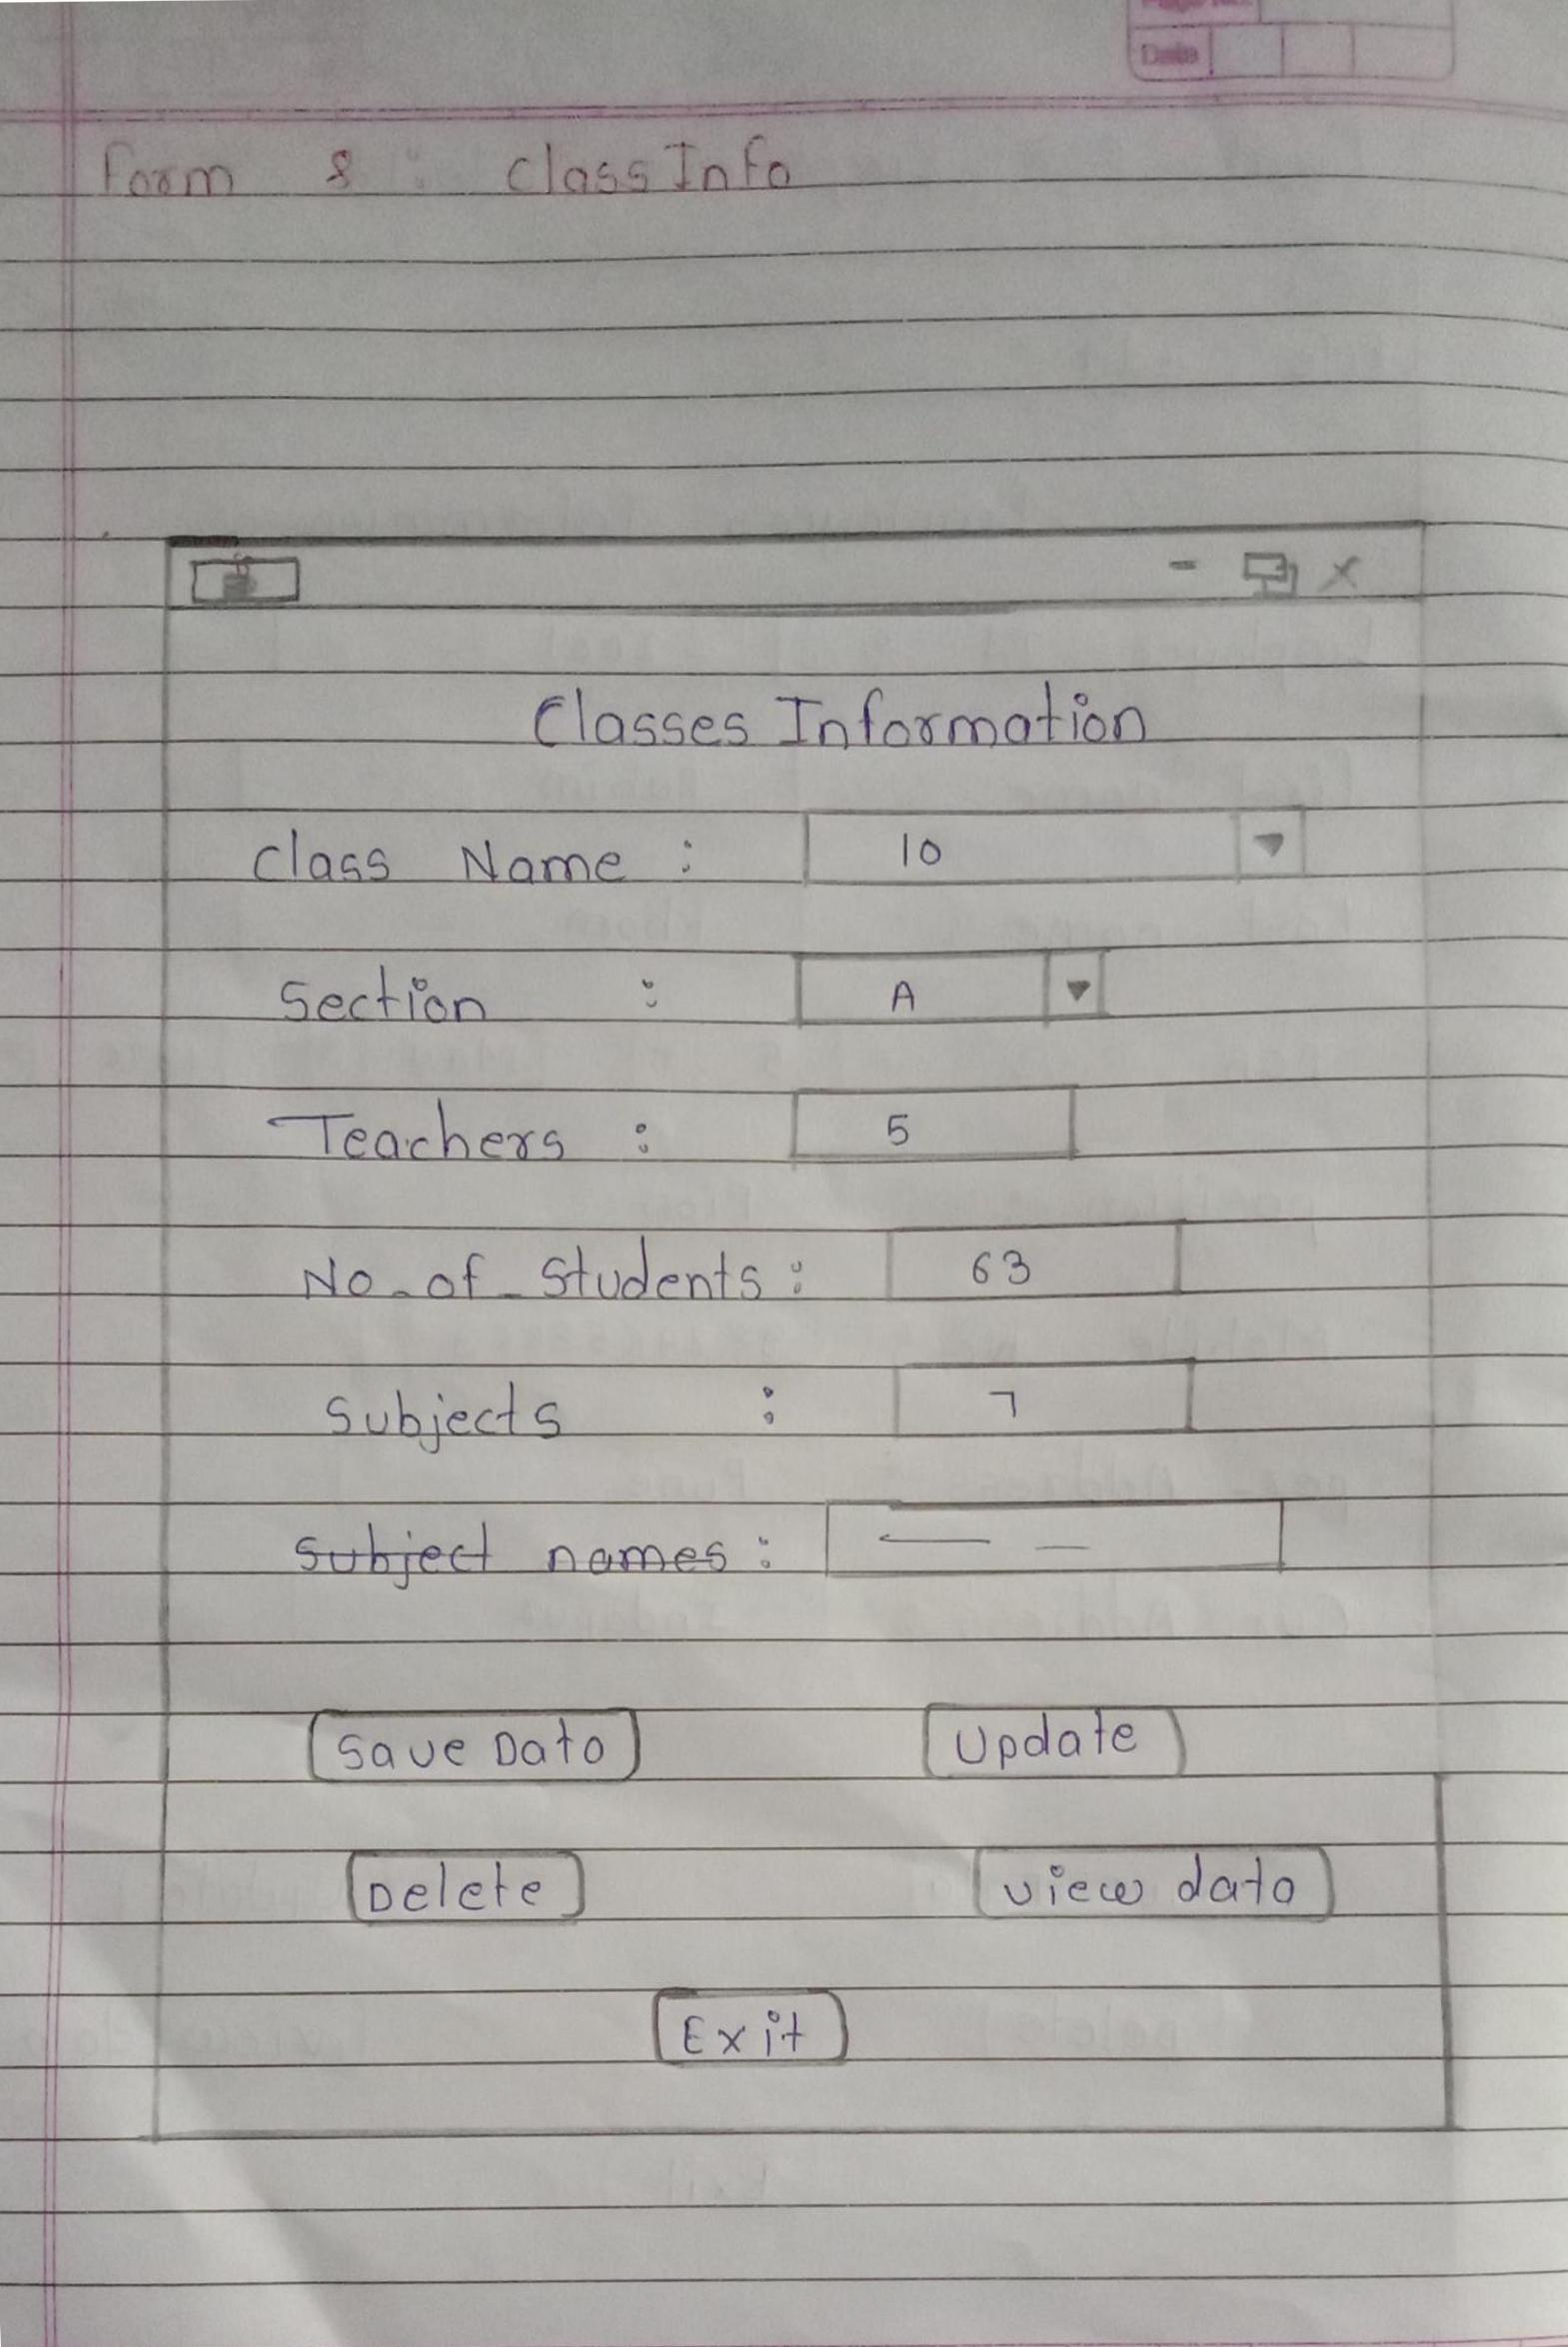 Date
Form 8 : Class Info
Classes Information
Class Name : 10
Section : A
Teachers : 5
No. of. Students : 63
Subjects : 7
Subject names : — —
Save Data Update
Delete view data
Exit